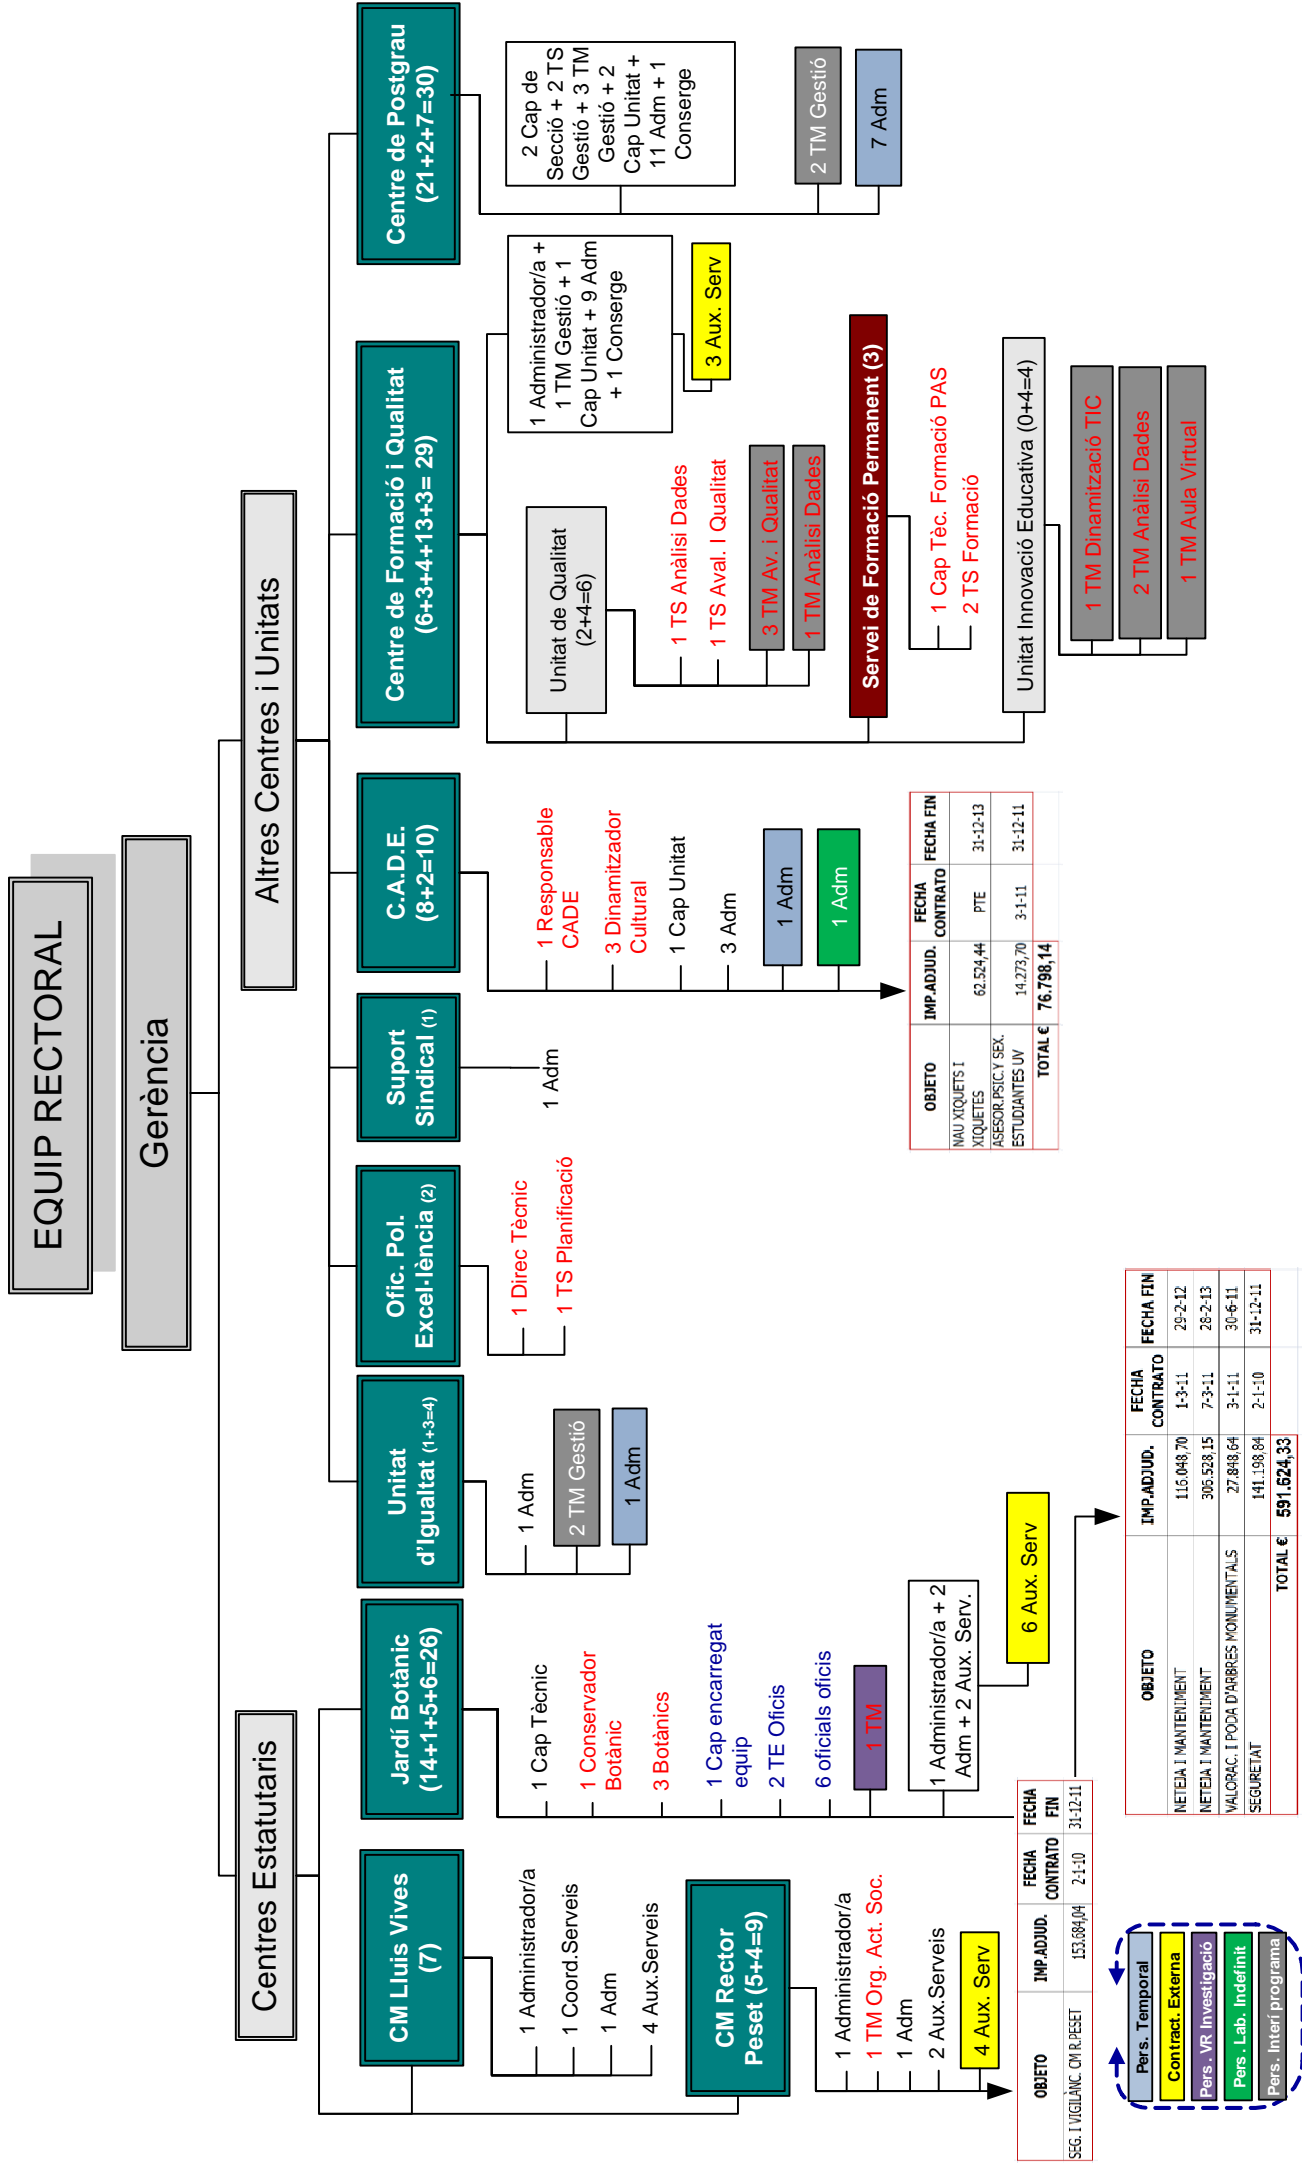 EQUIP RECTORAL
Gerència
Centres Estatutaris
Altres Centres i Unitats
CM Lluis Vives
(7)
1 Administrador/a
1 Coord.Serveis
1 Adm
4 Aux.Serveis
CM Rector
Peset (5+4=9)
1 Administrador/a
1 TM Org. Act. Soc.
1 Adm
2 Aux.Serveis
4 Aux. Serv
OBJETO IMP.ADJUD. FECHA CONTRATO FECHA FIN
SEG. I VIGILÀNC. CM R.PESET 153.684,04 2-1-10 31-12-11
Jardí Botànic
(14+1+5+6=26)
1 Cap Tècnic
1 Conservador
Botànic
3 Botànics
1 Cap encarregat
equip
2 TE Oficis
6 oficials oficis
1 TM
1 Administrador/a + 2
Adm + 2 Aux. Serv.
6 Aux. Serv
OBJETO IMP.ADJUD. FECHA CONTRATO FECHA FIN
NETEJA I MANTENIMENT 116.048,70 1-3-11 29-2-12
NETEJA I MANTENIMENT 306.528,15 7-3-11 28-2-13
VALORAC. I PODA D'ARBRES MONUMENTALS 27.848,64 3-1-11 30-6-11
SEGURETAT 141.198,84 2-1-10 31-12-11
TOTAL € 591.624,33
Unitat
d'Igualtat (1+3=4)
1 Adm
2 TM Gestió
1 Adm
Ofic. Pol.
Excel·lència (2)
1 Direc Tècnic
1 TS Planificació
Suport
Sindical (1)
1 Adm
C.A.D.E.
(8+2=10)
1 Responsable
CADE
3 Dinamitzador
Cultural
1 Cap Unitat
3 Adm
1 Adm
1 Adm
OBJETO IMP.ADJUD. FECHA CONTRATO FECHA FIN
NAU XIQUETS I
XIQUETES 62.524,44 PTE 31-12-13
ASESOR.PSIC.Y SEX.
ESTUDIANTES UV 14.273,70 3-1-11 31-12-11
TOTAL € 76.798,14
Centre de Formació i Qualitat
(6+3+4+13+3= 29)
1 Administrador/a +
1 TM Gestió + 1
Cap Unitat + 9 Adm
+ 1 Conserge
3 Aux. Serv
Unitat de Qualitat
(2+4=6)
1 TS Anàlisi Dades
1 TS Aval. I Qualitat
3 TM Av. i Qualitat
1 TM Anàlisi Dades
Servei de Formació Permanent (3)
1 Cap Tèc. Formació PAS
2 TS Formació
Unitat Innovació Educativa (0+4=4)
1 TM Dinamització TIC
2 TM Anàlisi Dades
1 TM Aula Virtual
Centre de Postgrau
(21+2+7=30)
2 Cap de
Secció + 2 TS
Gestió + 3 TM
Gestió + 2
Cap Unitat +
11 Adm + 1
Conserge
2 TM Gestió
7 Adm
Pers. Temporal
Contract. Externa
Pers. VR Investigació
Pers. Lab. Indefinit
Pers. Interi programa